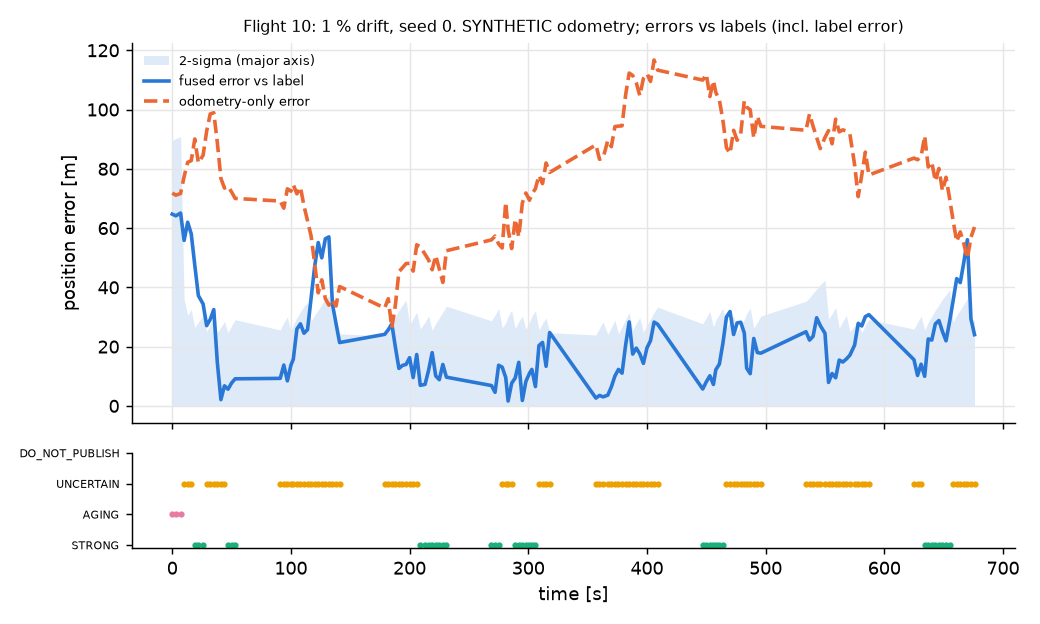 Flight 10: 1 % drift, seed 0. SYNTHETIC odometry; errors vs labels (incl. label error)
2-sigma (major axis)
fused error vs label
odometry-only error
position error [m]
120
100
80
60
40
20
0
DO_NOT_PUBLISH
UNCERTAIN
AGING
STRONG
0 100 200 300 400 500 600 700
time [s]